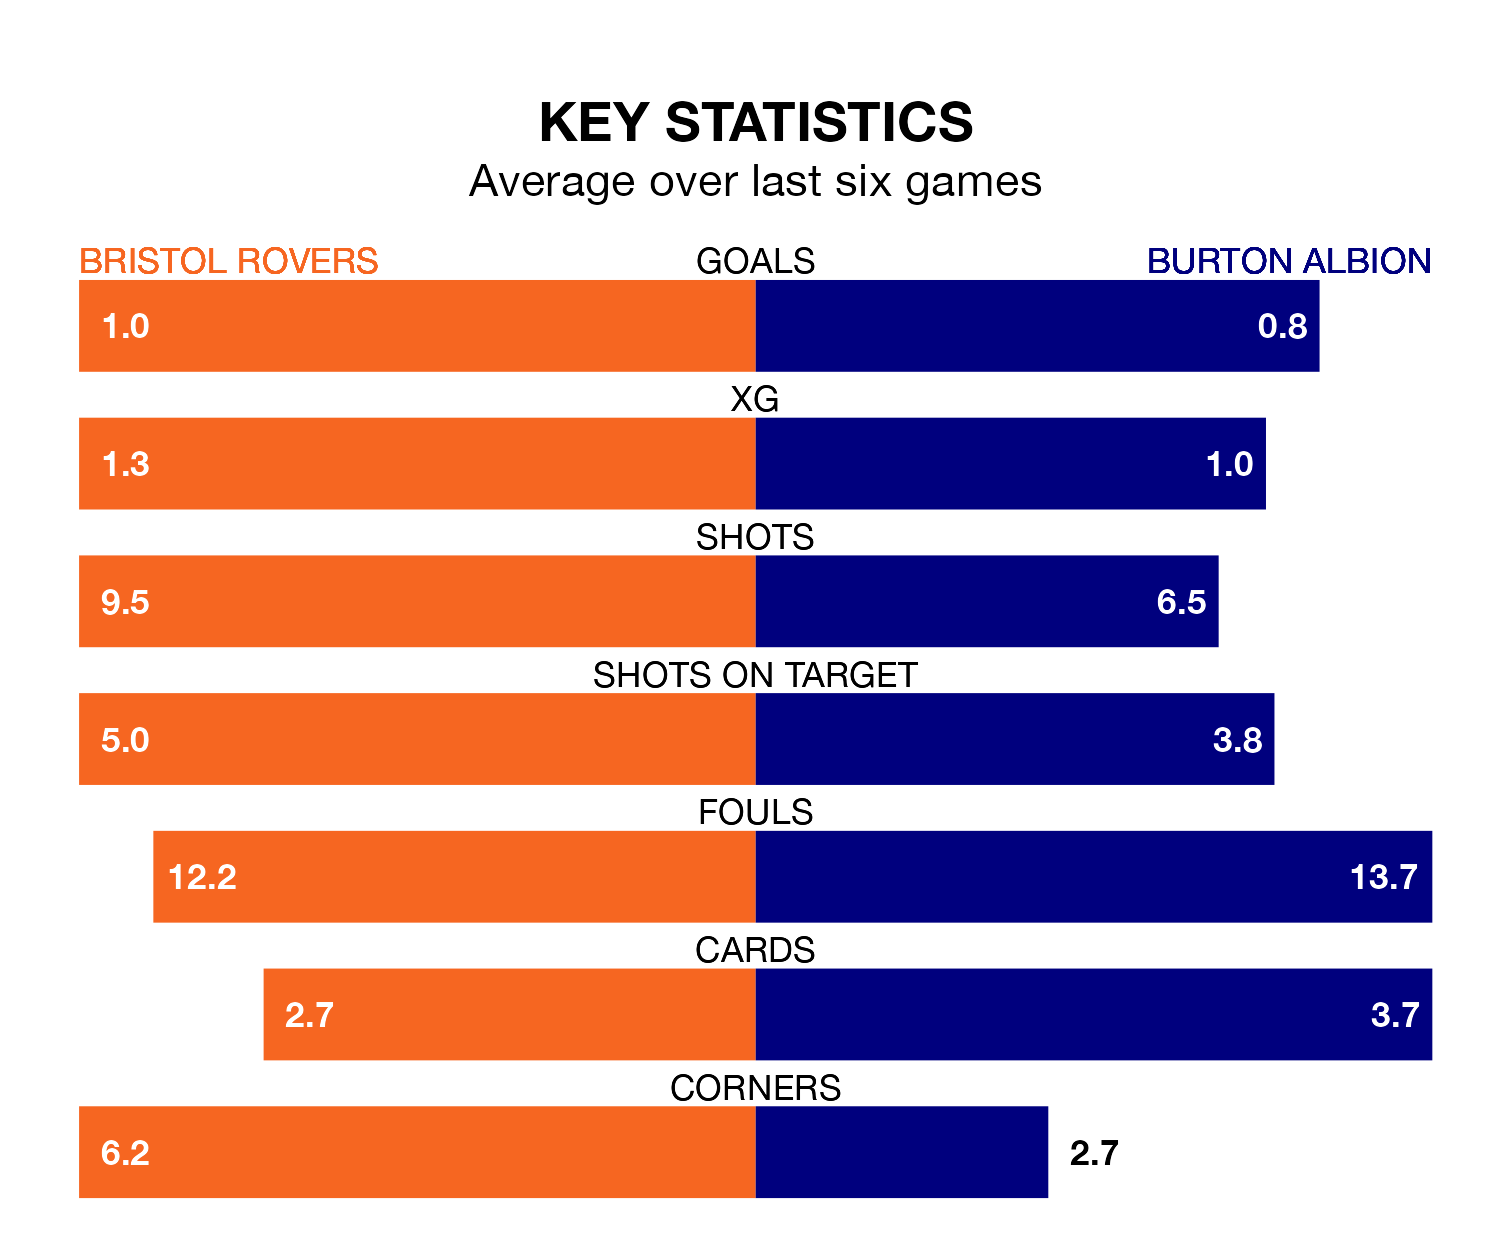 KEY STATISTICS
Average over last six games
BRISTOL ROVERS GOALS BURTON ALBION
1.0 0.8
XG
1.3 1.0
SHOTS
9.5 6.5
SHOTS ON TARGET
5.0 3.8
FOULS
12.2 13.7
CARDS
2.7 3.7
CORNERS
6.2 2.7